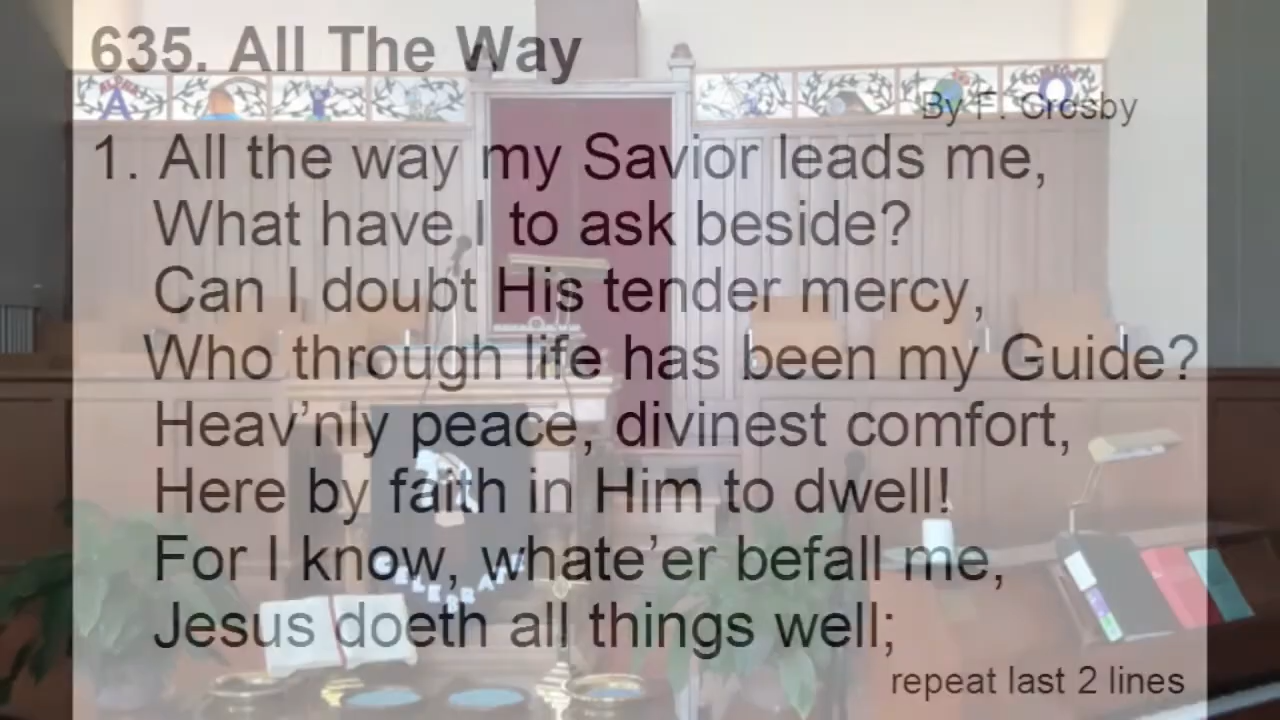 635. All The Way
By F. Crosby
1. All the way my Savior leads me,
What have I to ask beside?
Can I doubt His tender mercy,
Who through life has been my Guide?
Heav’nly peace, divinest comfort,
Here by faith in Him to dwell!
For I know, whate’er befall me,
Jesus doeth all things well;
repeat last 2 lines